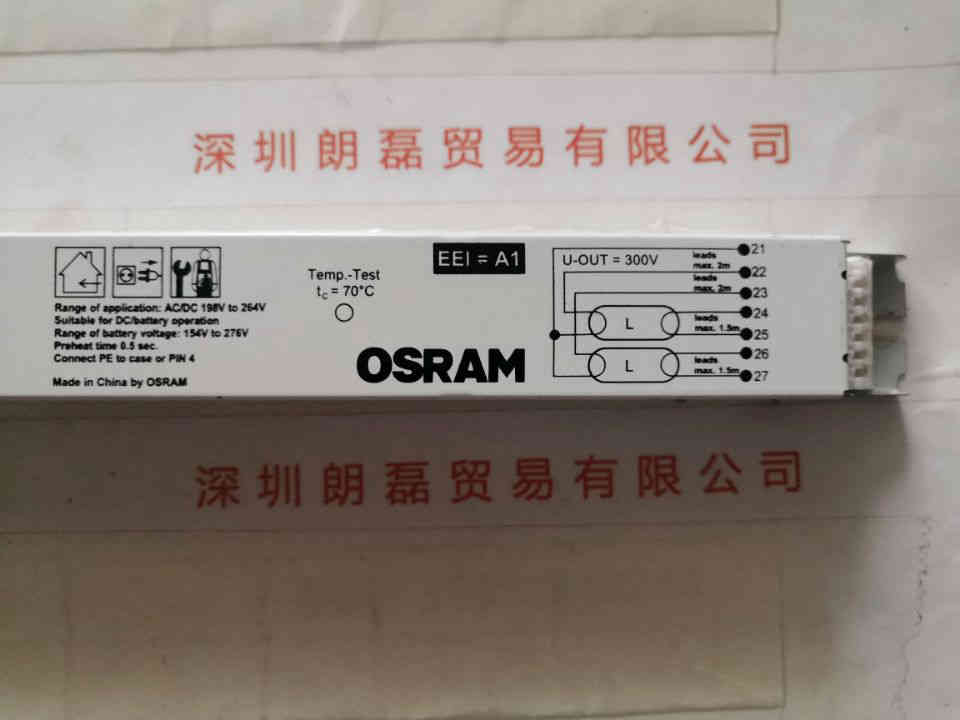 深圳朗磊贸易有限公司
Range of application: AC/DC 198V to 264V
Suitable for DC/battery operation
Range of battery voltage: 154V to 276V
Preheat time 0.5 sec.
Connect PE to case or PIN 4
Made in China by OSRAM
Temp.-Test
tc = 70°C
EEI = A1
OSRAM
U-OUT = 300V
leads
max. 2m
leads
max. 2m
L
leads
max. 1.5m
L
leads
max. 1.5m
21
22
23
24
25
26
27
深圳朗磊贸易有限公司